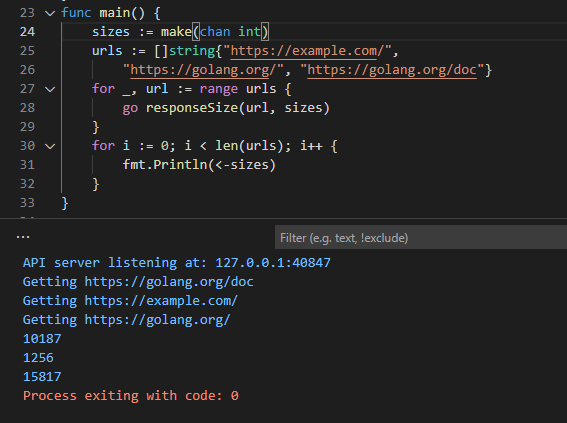 23 func main() {
24 sizes := make(chan int)
25 urls := []string{"https://example.com/",
26 "https://golang.org/", "https://golang.org/doc"}
27 for _, url := range urls {
28 go responseSize(url, sizes)
29 }
30 for i := 0; i < len(urls); i++ {
31 fmt.Println(<-sizes)
32 }
33 }
... Filter (e.g. text, !exclude)
API server listening at: 127.0.0.1:40847
Getting https://golang.org/doc
Getting https://example.com/
Getting https://golang.org/
10187
1256
15817
Process exiting with code: 0